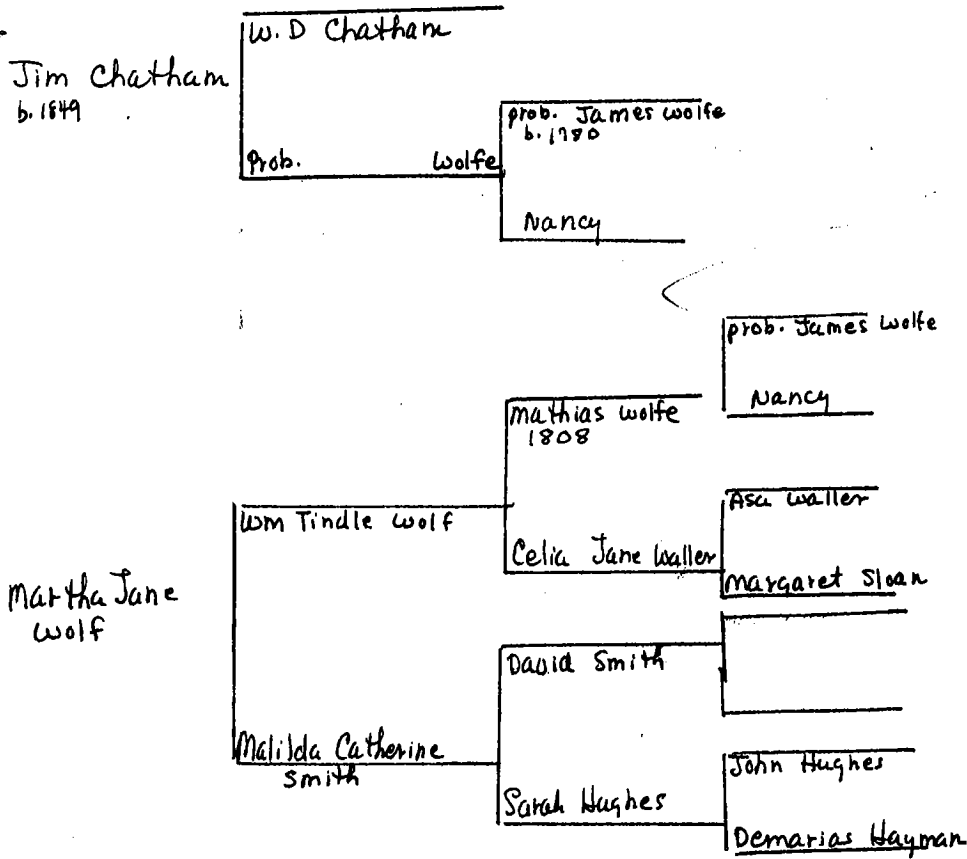 W. D Chatham
Jim Chatham
b. 1849
prob. James Wolfe
b. 1780
Prob. Wolfe
Nancy
prob. James Wolfe
Nancy
Mathias Wolfe
1808
Asa Waller
Wm Tindle Wolf
Celia Jane Waller
Margaret Sloan
Martha Jane
Wolf
David Smith
Malilda Catherine
Smith
John Hughes
Sarah Hughes
Demarias Hayman